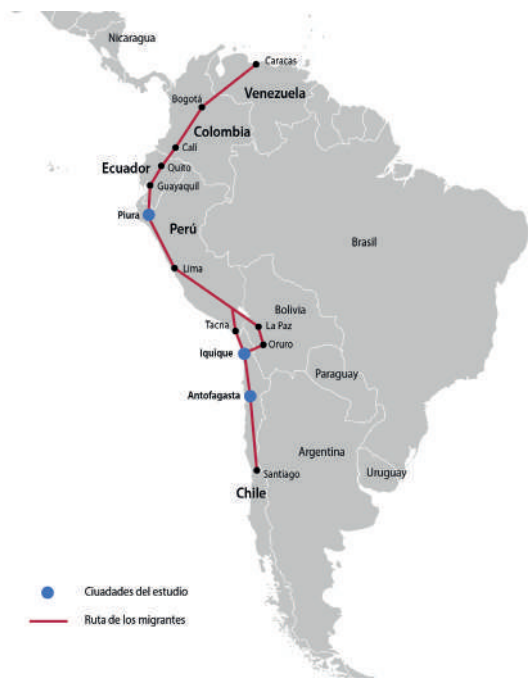 Nicaragua
Caracas
Venezuela
Bogotá
Colombia
Cali
Ecuador
Quito
Guayaquil
Piura
Perú
Brasil
Lima
Bolivia
Tacna
La Paz
Oruro
Iquique
Paraguay
Antofagasta
Argentina
Uruguay
Santiago
Chile
Ciuadades del estudio
Ruta de los migrantes